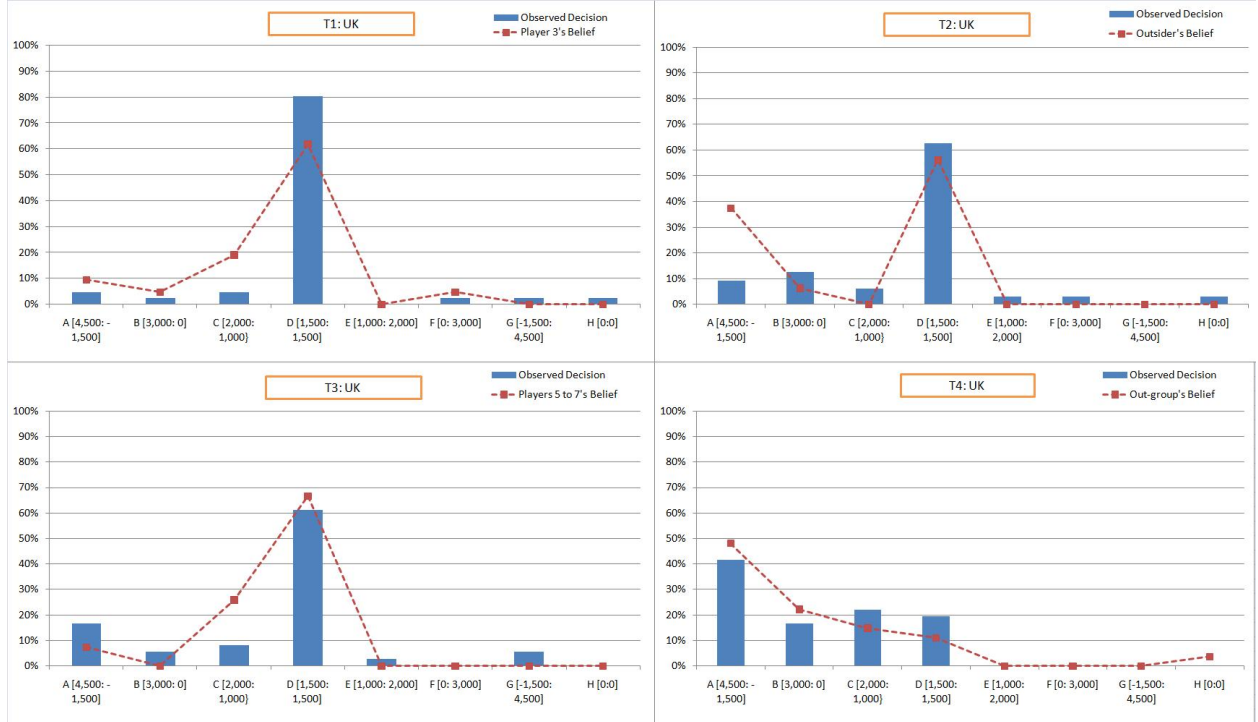 T1: UK
Observed Decision
Player 3's Belief
100%
90%
80%
70%
60%
50%
40%
30%
20%
10%
0%
A [4,500: -
1,500]
B [3,000: 0]
C [2,000:
1,000}
D [1,500:
1,500]
E [1,000: 2,000]
F [0: 3,000]
G [-1,500:
4,500]
H [0:0]
T2: UK
Observed Decision
Outsider's Belief
100%
90%
80%
70%
60%
50%
40%
30%
20%
10%
0%
A [4,500: -
1,500]
B [3,000: 0]
C [2,000:
1,000}
D [1,500:
1,500]
E [1,000:
2,000]
F [0: 3,000]
G [-1,500:
4,500]
H [0:0]
T3: UK
Observed Decision
Players 5 to 7's Belief
100%
90%
80%
70%
60%
50%
40%
30%
20%
10%
0%
A [4,500: -
1,500]
B [3,000: 0]
C [2,000:
1,000}
D [1,500:
1,500]
E [1,000: 2,000]
F [0: 3,000]
G [-1,500:
4,500]
H [0:0]
T4: UK
Observed Decision
Out-group's Belief
100%
90%
80%
70%
60%
50%
40%
30%
20%
10%
0%
A [4,500: -
1,500]
B [3,000: 0]
C [2,000:
1,000}
D [1,500:
1,500]
E [1,000:
2,000]
F [0: 3,000]
G [-1,500:
4,500]
H [0:0]